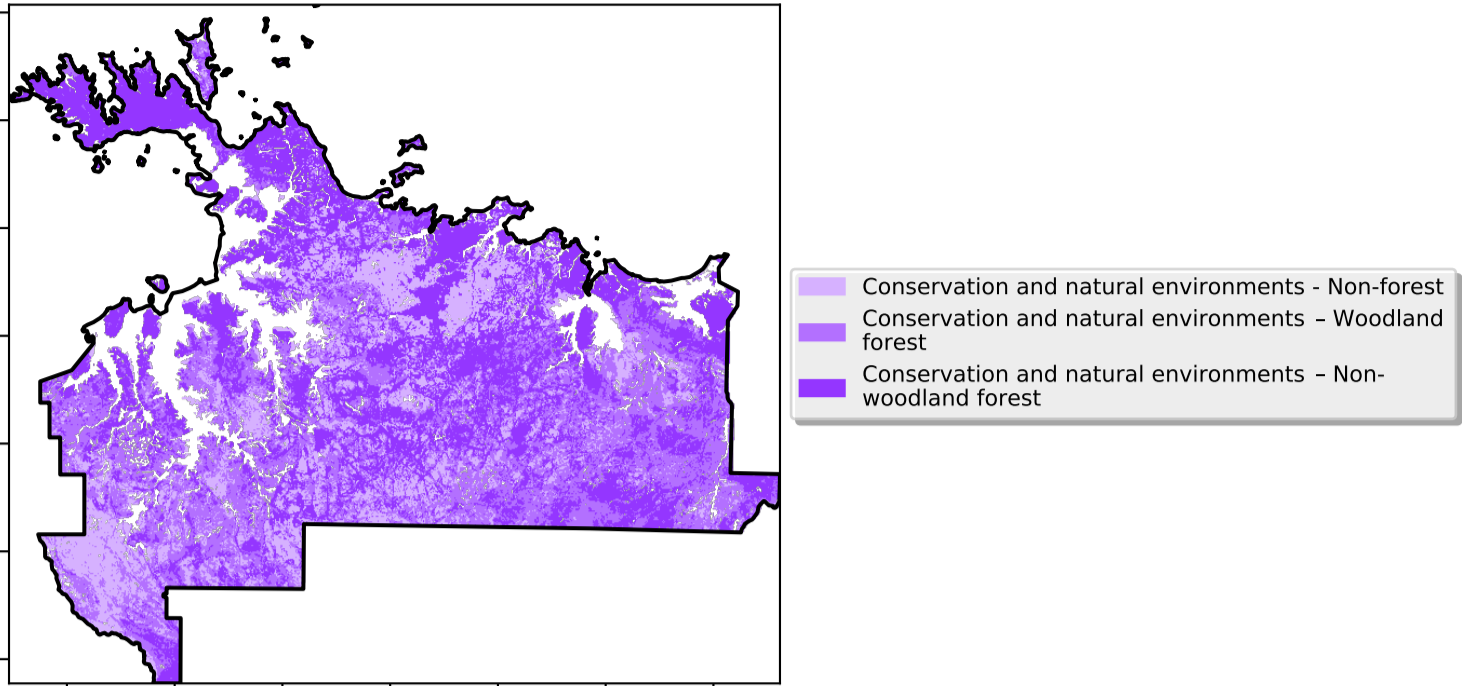 Conservation and natural environments - Non-forest
Conservation and natural environments – Woodland
forest
Conservation and natural environments – Non-
woodland forest